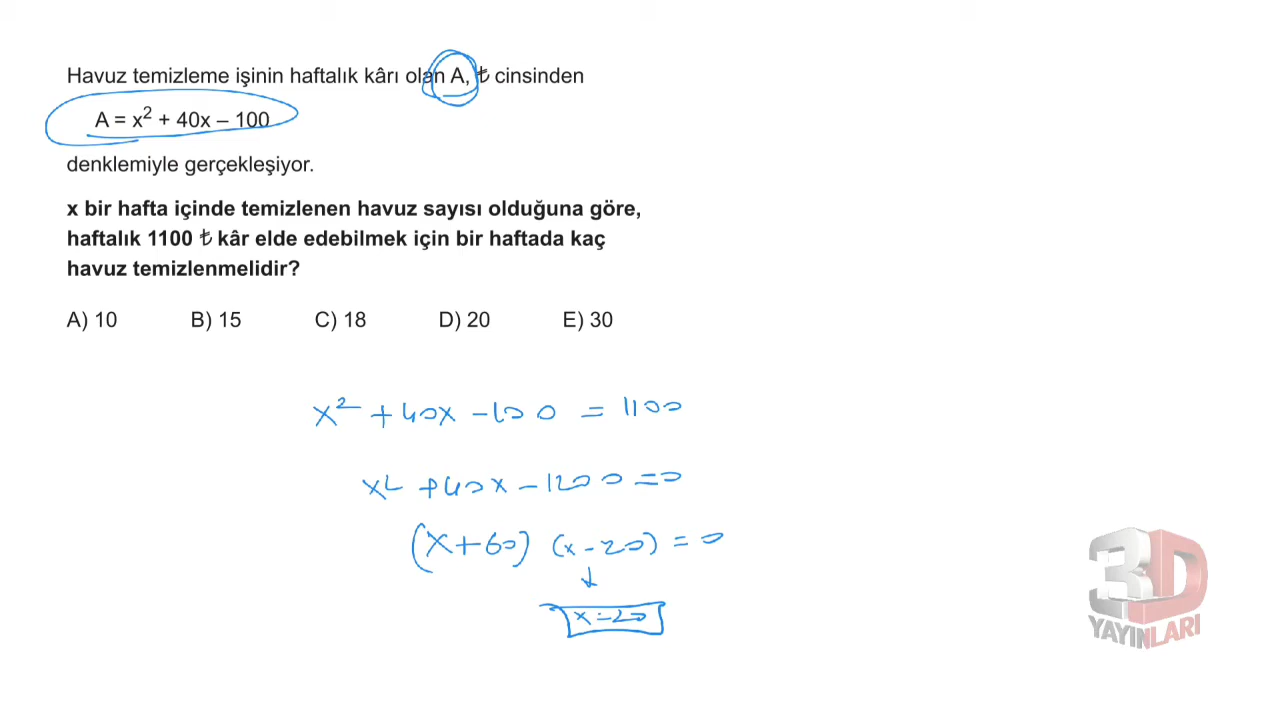 Havuz temizleme işinin haftalık kârı olan A, ₺ cinsinden
A = x² + 40x – 100
denklemiyle gerçekleşiyor.
x bir hafta içinde temizlenen havuz sayısı olduğuna göre,
haftalık 1100 ₺ kâr elde edebilmek için bir haftada kaç
havuz temizlenmelidir?
A) 10 B) 15 C) 18 D) 20 E) 30
x² + 40x - 100 = 1100
x² + 40x - 1200 = 0
(x+60) (x-20) = 0
x=20
3D
YAYINLARI